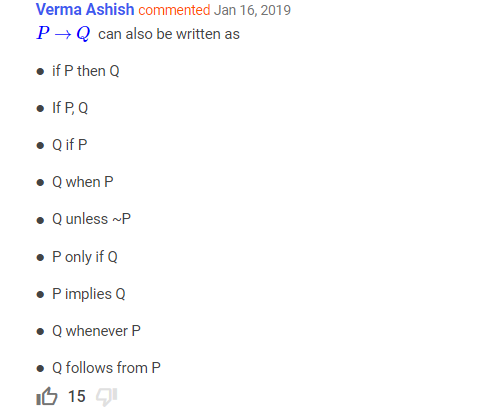 Verma Ashish commented Jan 16, 2019
P → Q can also be written as
● if P then Q
● If P, Q
● Q if P
● Q when P
● Q unless ~P
● P only if Q
● P implies Q
● Q whenever P
● Q follows from P
15